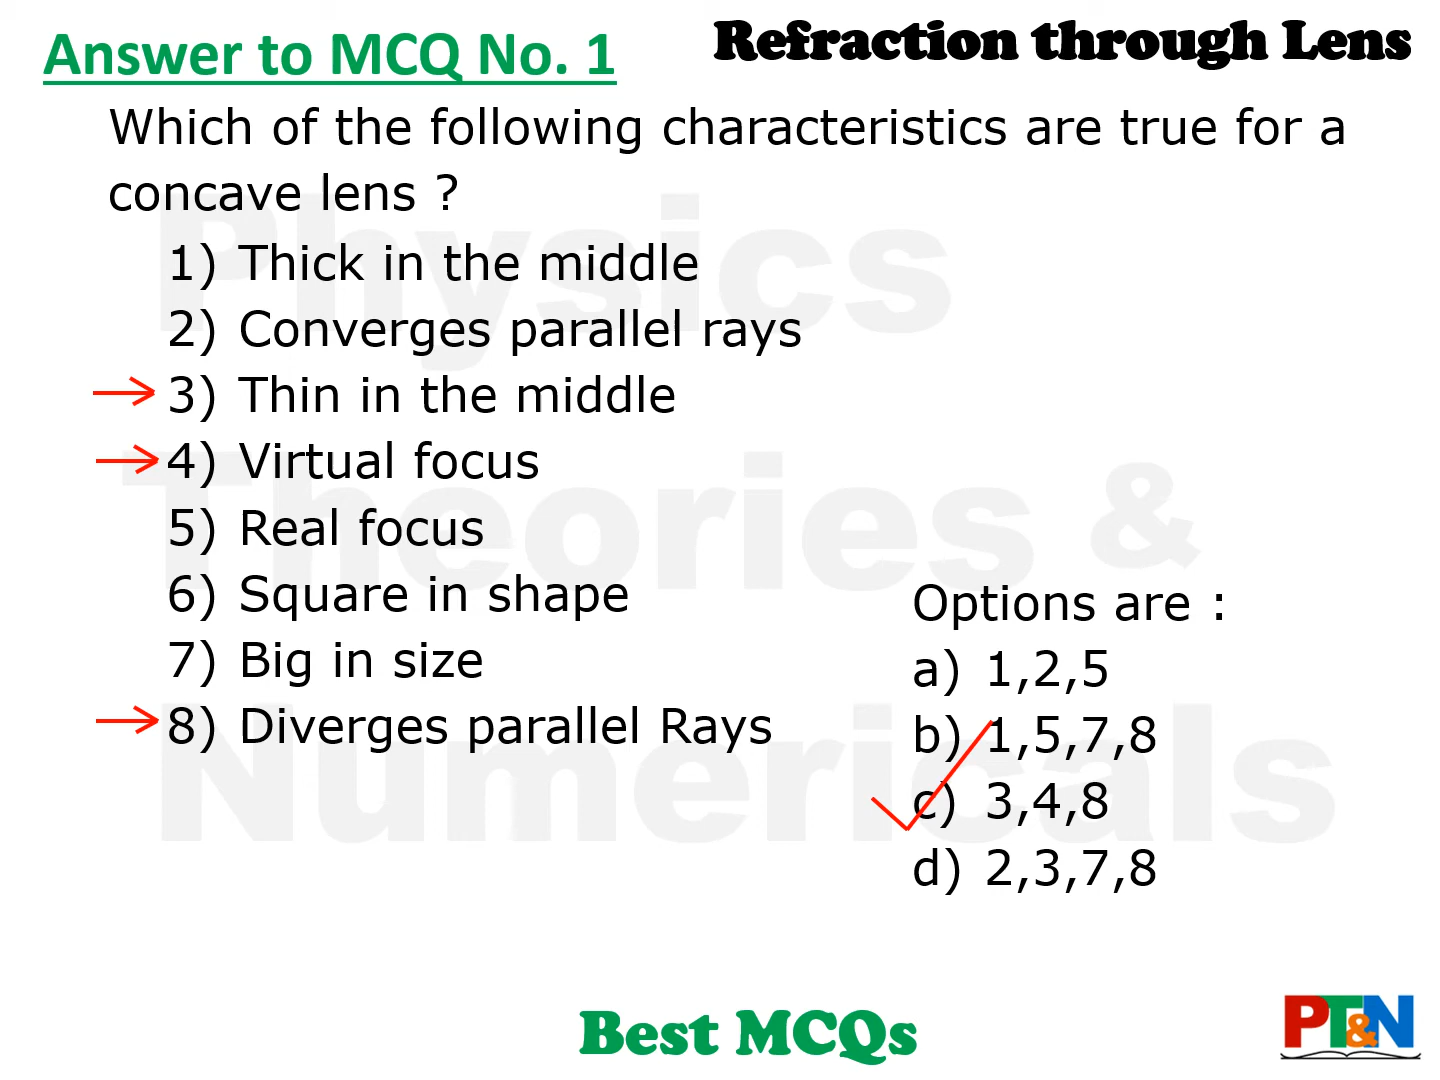 Answer to MCQ No. 1
Refraction through Lens
Which of the following characteristics are true for a
concave lens ?
1) Thick in the middle
2) Converges parallel rays
3) Thin in the middle
4) Virtual focus
5) Real focus
6) Square in shape
7) Big in size
8) Diverges parallel Rays
Options are :
a) 1,2,5
b) 1,5,7,8
c) 3,4,8
d) 2,3,7,8
Physics
Theories &
Numericals
Best MCQs
PT&N